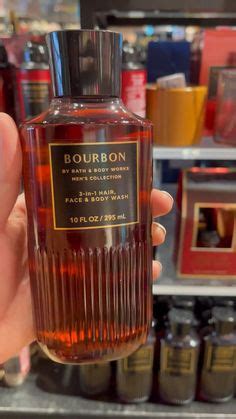 BOURBON
BOURBON
BY BATH & BODY WORKS
MEN'S COLLECTION
3-in-1 HAIR,
FACE & BODY WASH
10 FL OZ / 295 mL